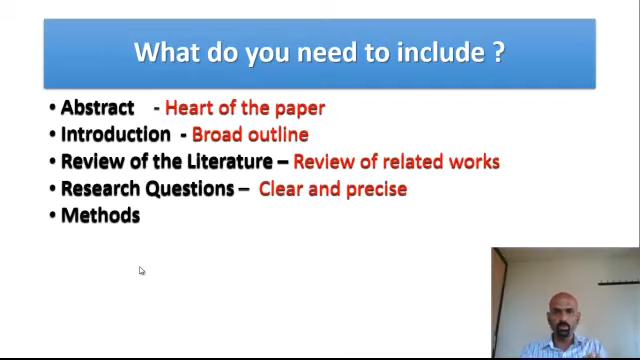 What do you need to include ?
• Abstract - Heart of the paper
• Introduction - Broad outline
• Review of the Literature – Review of related works
• Research Questions – Clear and precise
• Methods